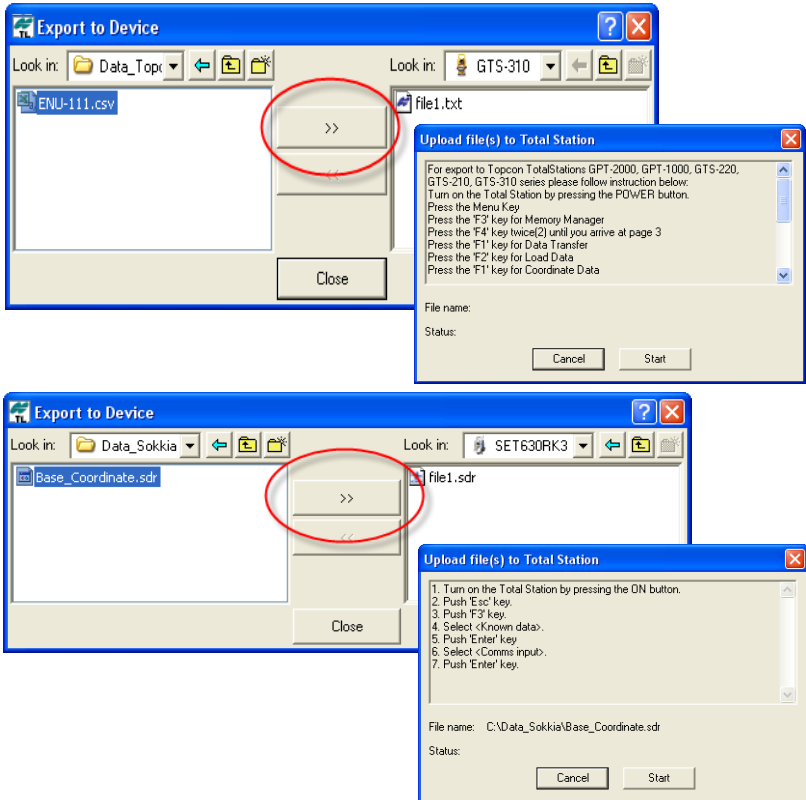 Export to Device
Look in: Data_Topc
Look in: GTS-310
ENU-111.csv
>>
<<
file1.txt
Close
Upload file(s) to Total Station
For export to Topcon TotalStations GPT-2000, GPT-1000, GTS-220,
GTS-210, GTS-310 series please follow instruction below:
Turn on the Total Station by pressing the POWER button.
Press the Menu Key
Press the 'F3' key for Memory Manager
Press the 'F4' key twice(2) until you arrive at page 3
Press the 'F1' key for Data Transfer
Press the 'F2' key for Load Data
Press the 'F1' key for Coordinate Data
File name:
Status:
Cancel
Start
Export to Device
Look in: Data_Sokkia
Look in: SET630RK3
Base_Coordinate.sdr
>>
<<
file1.sdr
Close
Upload file(s) to Total Station
1. Turn on the Total Station by pressing the ON button.
2. Push 'Esc' key.
3. Push 'F3' key.
4. Select <Known data>.
5. Push 'Enter' key
6. Select <Comms input>.
7. Push 'Enter' key.
File name: C:\Data_Sokkia\Base_Coordinate.sdr
Status:
Cancel
Start